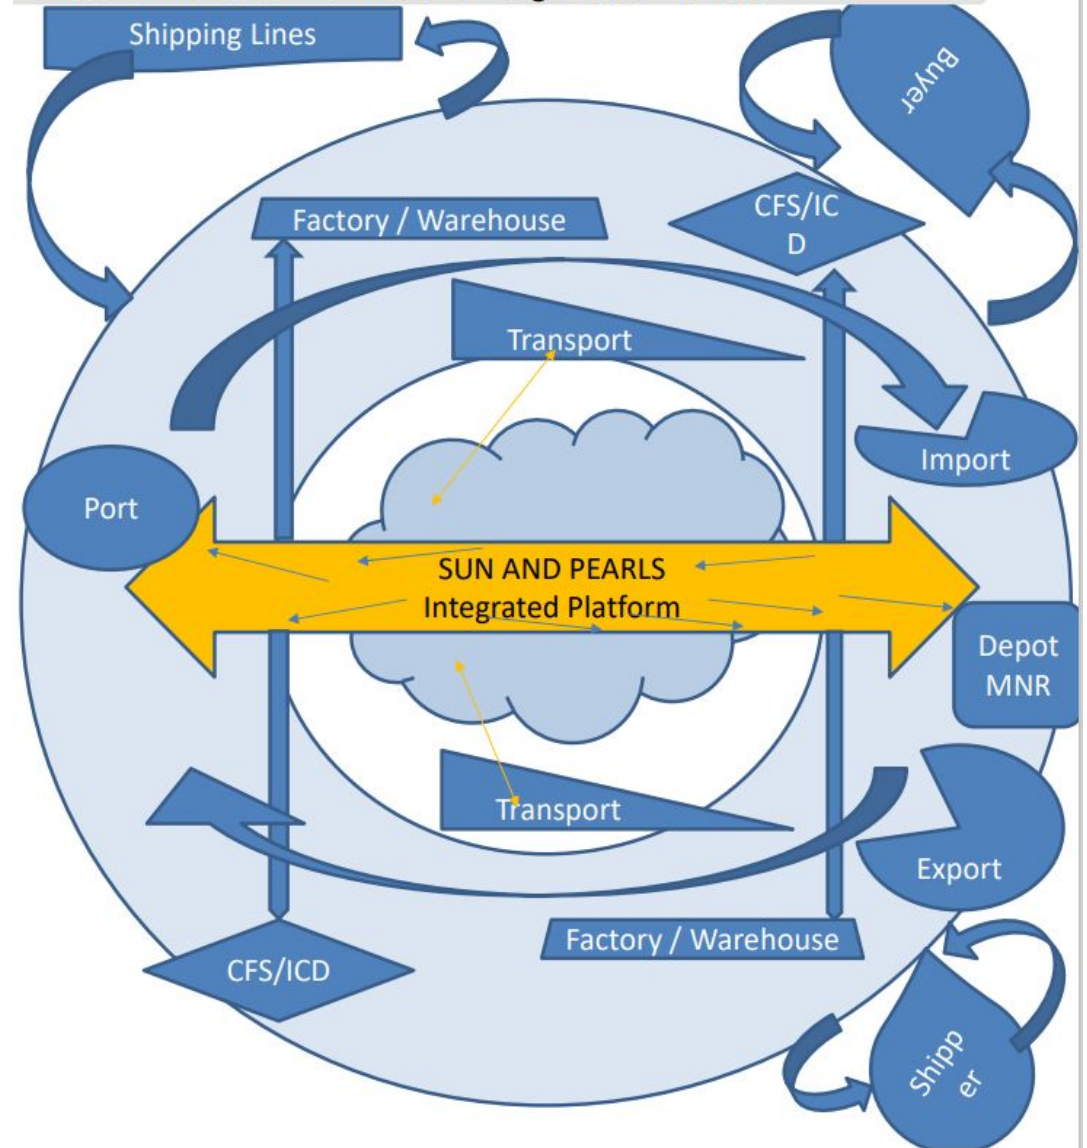 Shipping Lines
Buyer
Factory / Warehouse
CFS/IC
D
Transport
Import
Port
SUN AND PEARLS
Integrated Platform
Depot
MNR
Transport
Export
Factory / Warehouse
CFS/ICD
Shipp
er